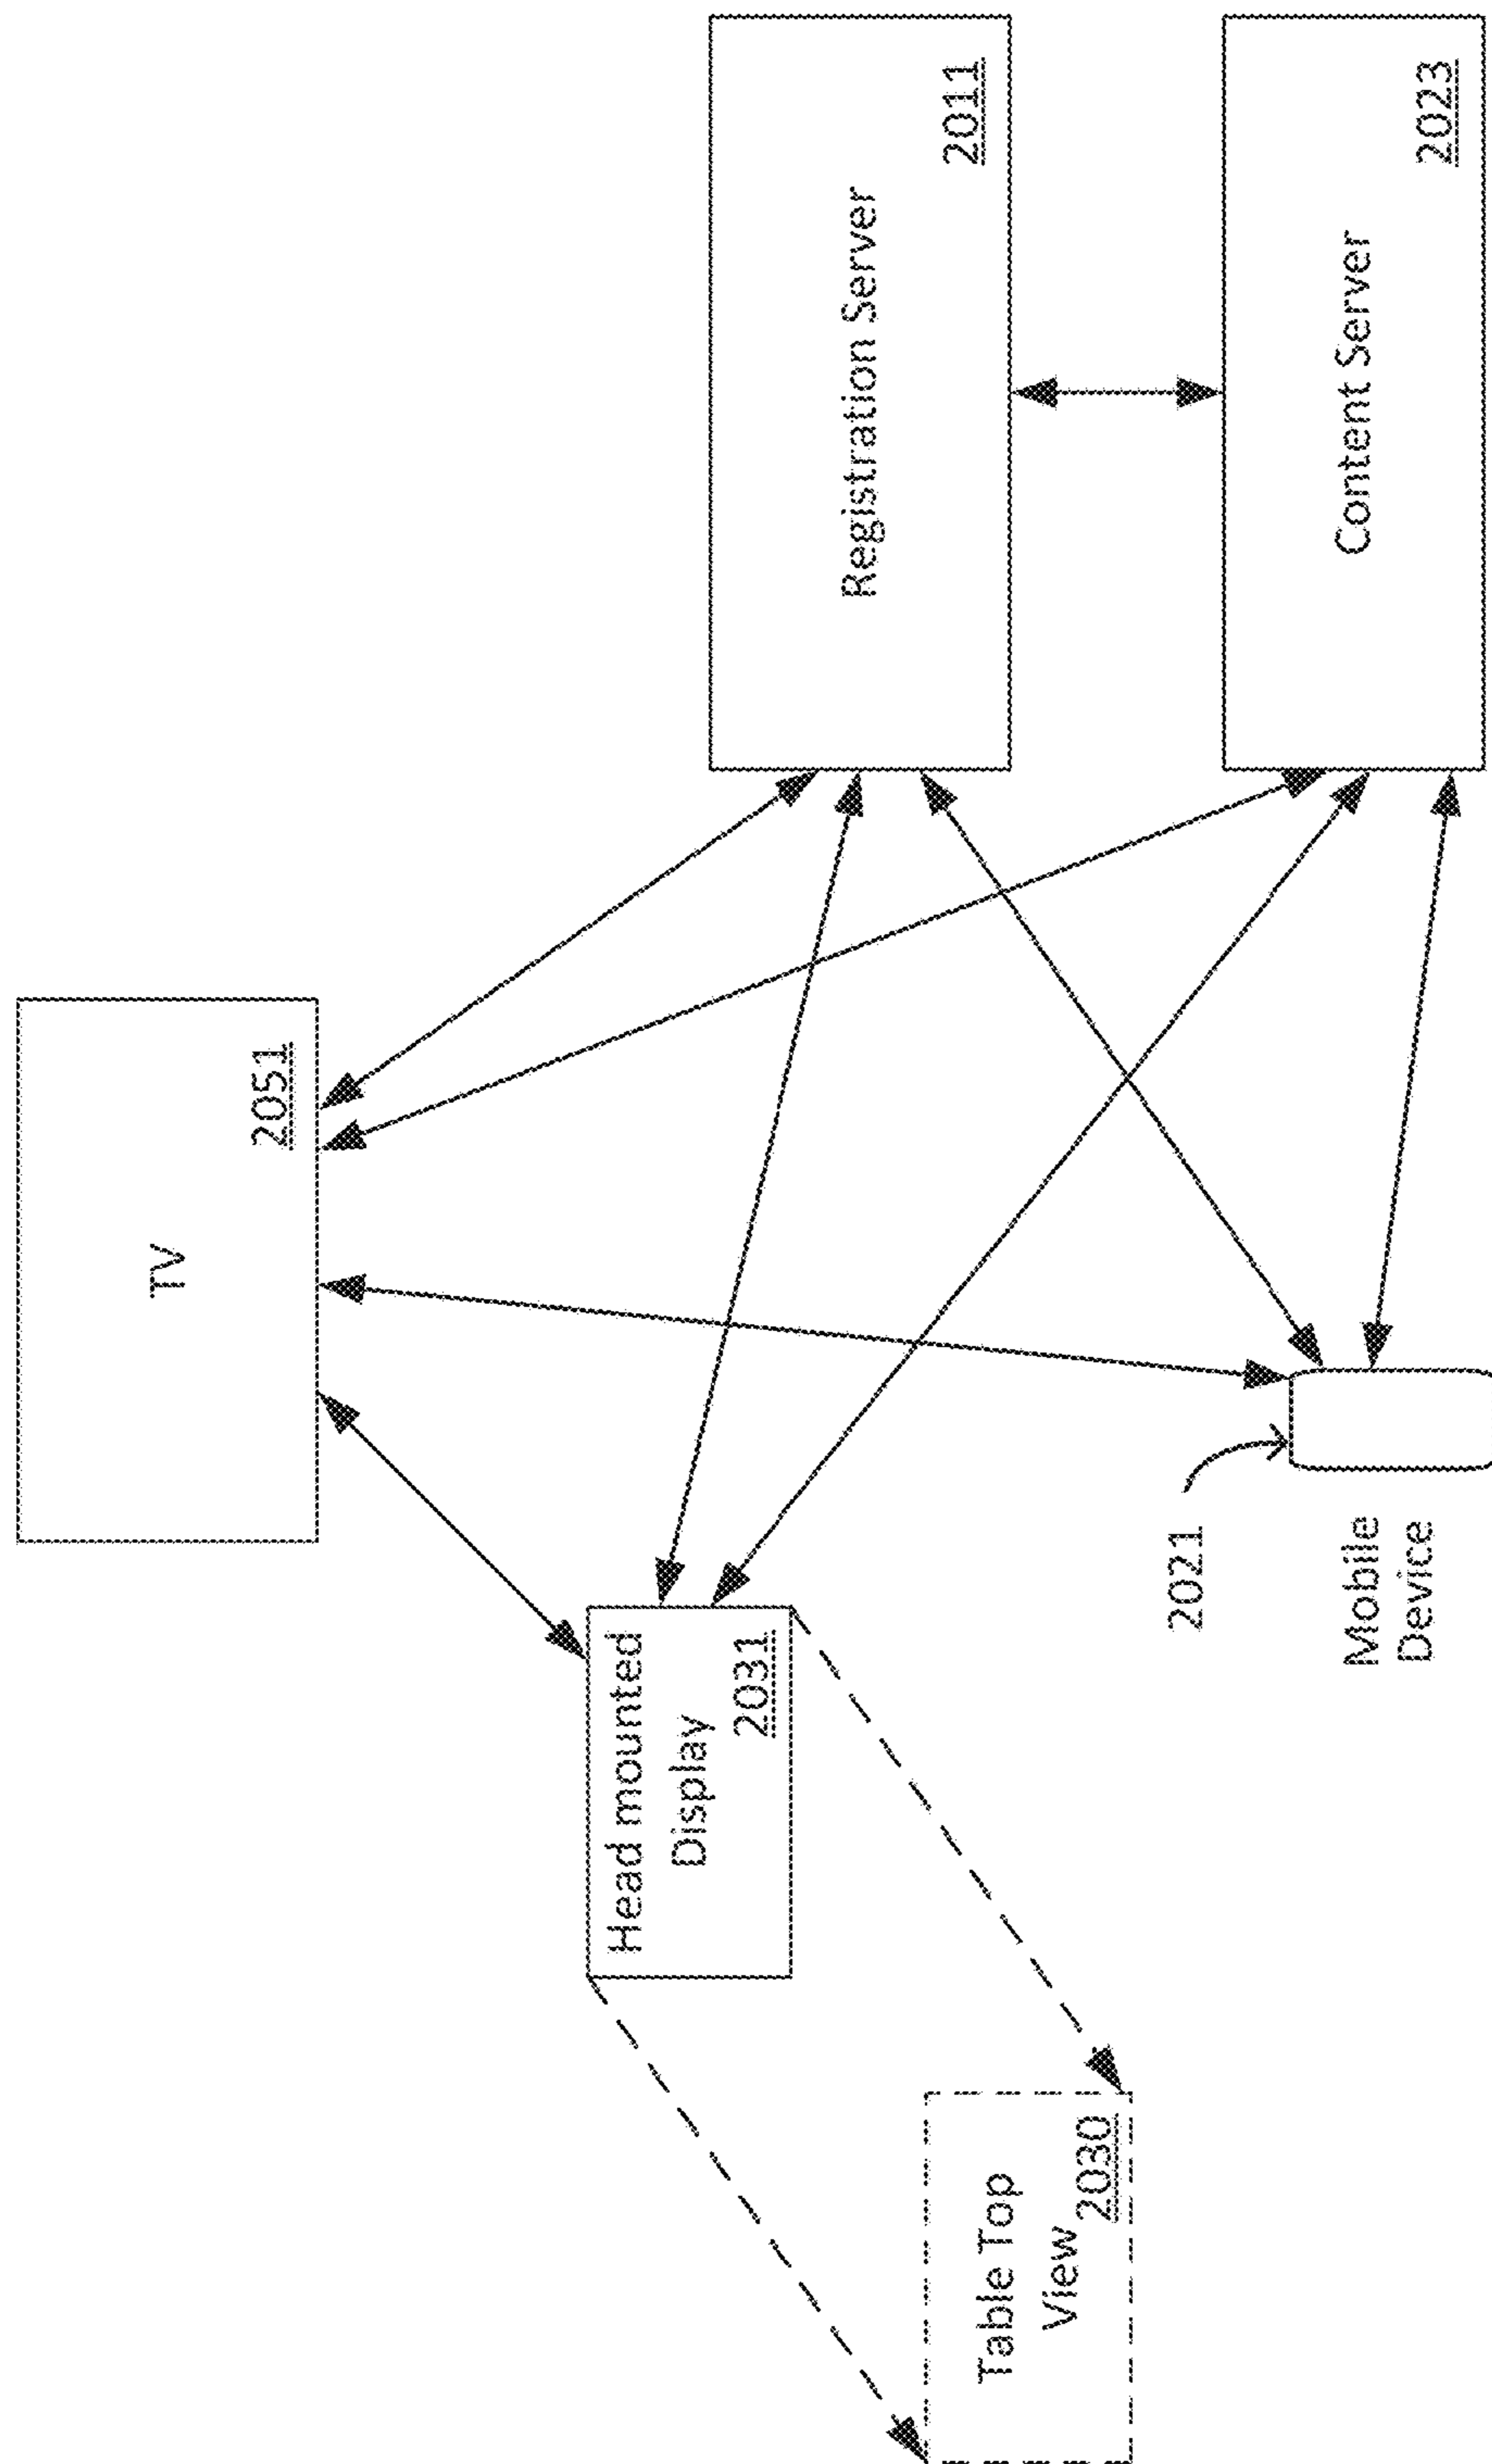 TV
2051
Head mounted
Display
2031
Table Top
View
2030
2021
Mobile
Device
Registration Server
2011
Content Server
2023